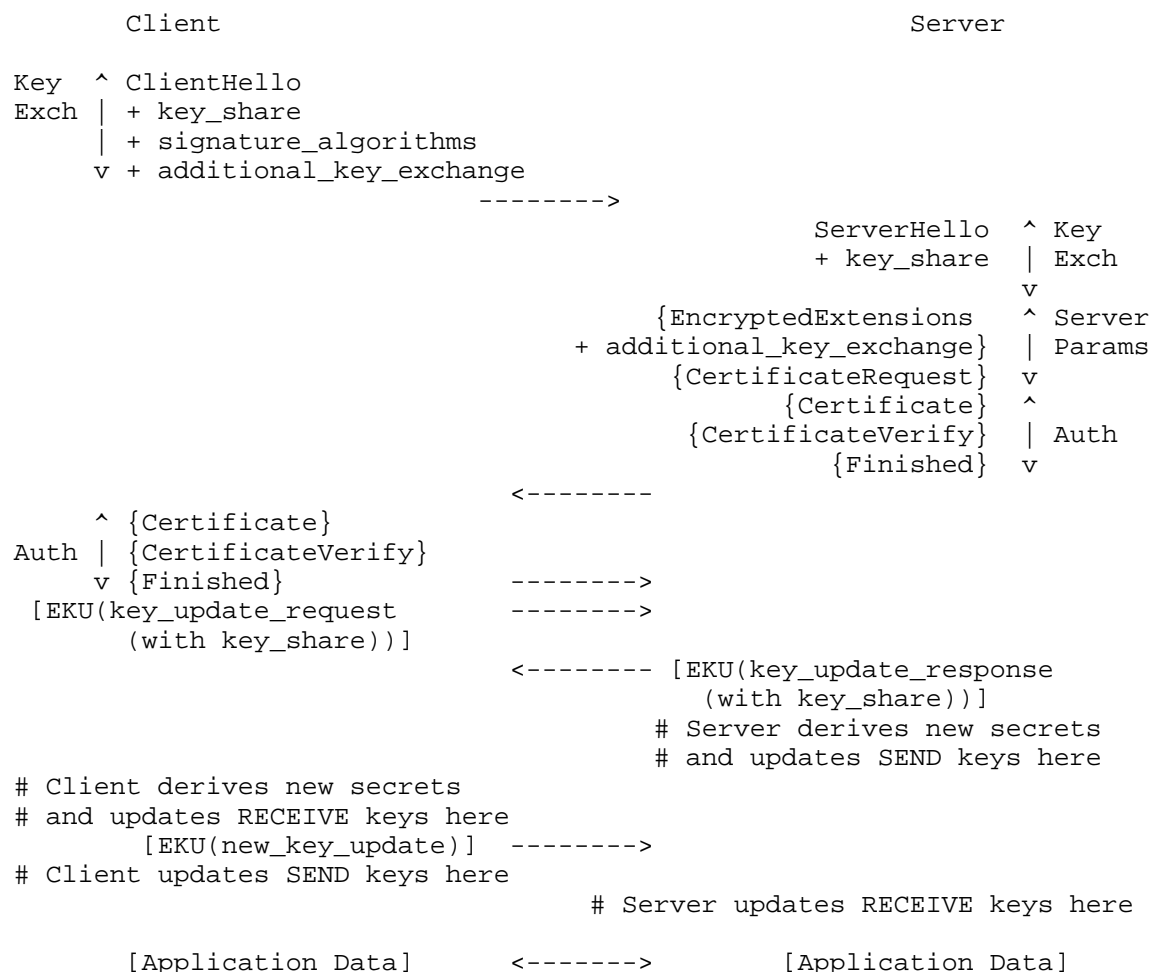 Client                                           Server
Key  ^ ClientHello
Exch | + key_share
     | + signature_algorithms
     v + additional_key_exchange
                             -------->
                                                  ServerHello  ^ Key
                                                  + key_share  | Exch
                                                               v
                                        {EncryptedExtensions   ^ Server
                                   + additional_key_exchange}  | Params
                                         {CertificateRequest}  v
                                                {Certificate}  ^
                                          {CertificateVerify}  | Auth
                                                   {Finished}  v
                               <--------
     ^ {Certificate}
Auth | {CertificateVerify}
     v {Finished}              -------->
 [EKU(key_update_request       -------->
       (with key_share))]
                               <-------- [EKU(key_update_response
                                           (with key_share))]
                                        # Server derives new secrets
                                        # and updates SEND keys here
# Client derives new secrets
# and updates RECEIVE keys here
        [EKU(new_key_update)]  -------->
# Client updates SEND keys here
                                    # Server updates RECEIVE keys here
       [Application Data]      <------->        [Application Data]